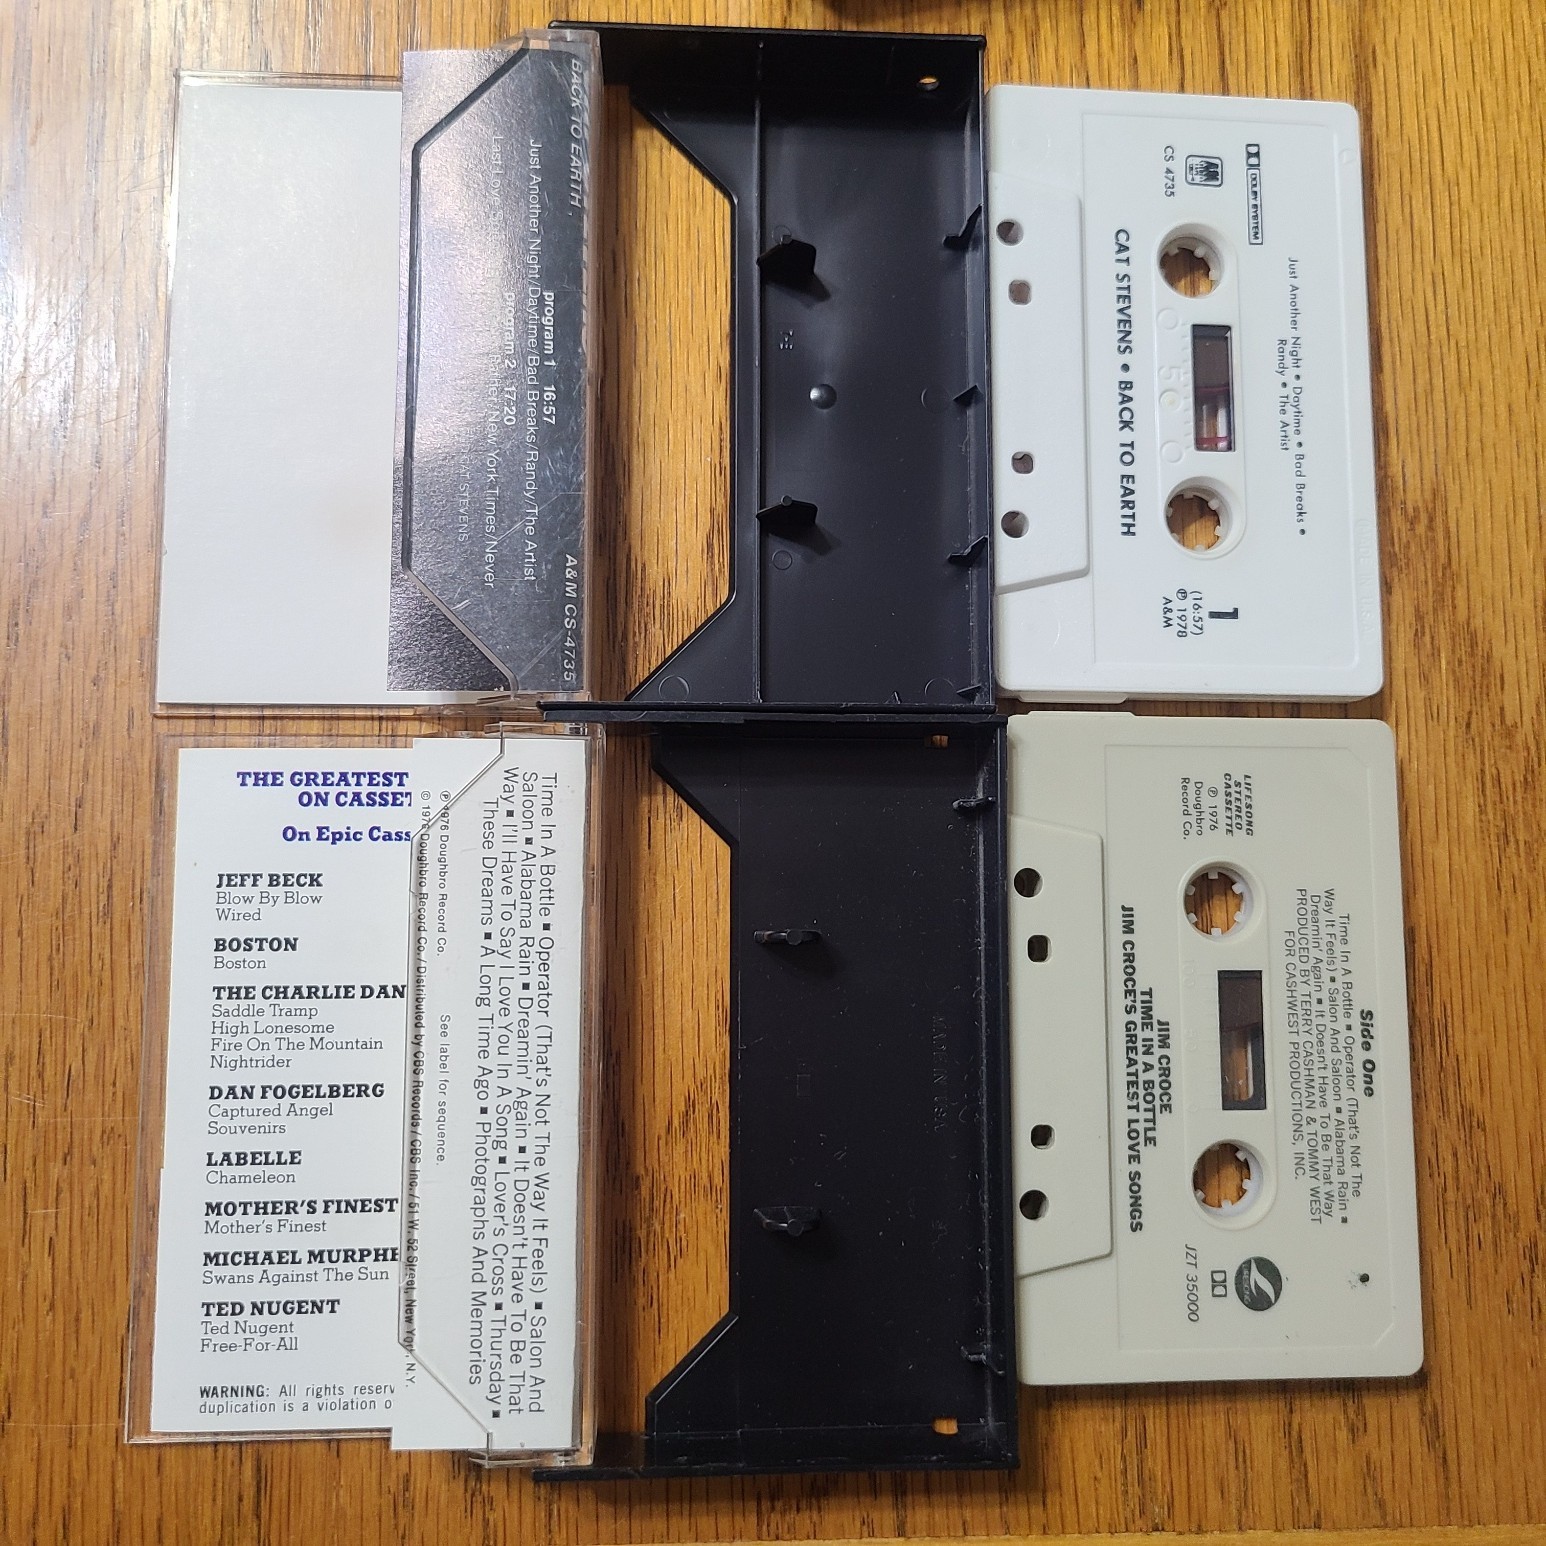 BACK TO EARTH
A&M CS-4735
program 1 16:57
Just Another Night/Daytime/Bad Breaks/Randy/The Artist
program 2 17:20
Last Love
Father/New York Times/Never
CAT STEVENS
DOLBY SYSTEM
Just Another Night • Daytime • Bad Breaks •
Randy • The Artist
A&M
CS 4735
50
1
(16:57)
℗ 1978
A&M
CAT STEVENS • BACK TO EARTH
THE GREATEST
ON CASSET
On Epic Cass
JEFF BECK
Blow By Blow
Wired
BOSTON
Boston
THE CHARLIE DAN
Saddle Tramp
High Lonesome
Fire On The Mountain
Nightrider
DAN FOGELBERG
Captured Angel
Souvenirs
LABELLE
Chameleon
MOTHER'S FINEST
Mother's Finest
MICHAEL MURPHE
Swans Against The Sun
TED NUGENT
Ted Nugent
Free-For-All
WARNING: All rights reserv
duplication is a violation o
Time In A Bottle ▪ Operator (That's Not The Way It Feels) ▪ Salon And
Saloon ▪ Alabama Rain ▪ Dreamin' Again ▪ It Doesn't Have To Be That
Way ▪ I'll Have To Say I Love You In A Song ▪ Lover's Cross ▪ Thursday ▪
These Dreams ▪ A Long Time Ago ▪ Photographs And Memories
℗ 1976 Doughbro Record Co. See label for sequence.
© 1976 Doughbro Record Co./Distributed by CBS Records/CBS Inc./51 W. 52 Street, New York, N.Y.
MADE IN USA
Side One
Time In A Bottle ▪ Operator (That's Not The
Way It Feels) ▪ Salon And Saloon ▪ Alabama Rain ▪
Dreamin' Again ▪ It Doesn't Have To Be That Way
PRODUCED BY TERRY CASHMAN & TOMMY WEST
FOR CASHWEST PRODUCTIONS, INC.
LIFESONG
STEREO
CASSETTE
℗ 1976
Doughbro
Record Co.
JZT 35000
JIM CROCE
TIME IN A BOTTLE
JIM CROCE'S GREATEST LOVE SONGS